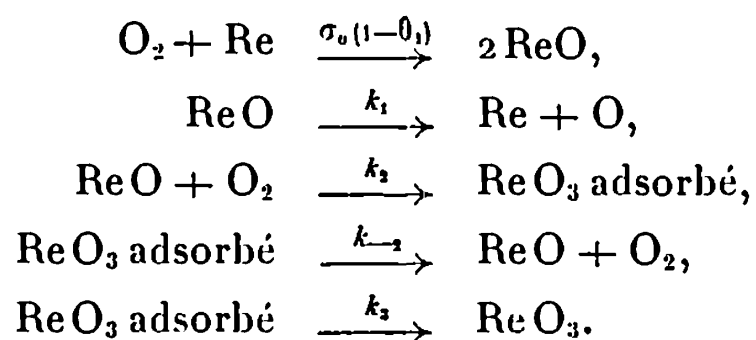 O₂ + Re σ₀(1−θ₁) → 2 ReO,
ReO k₁ → Re + O,
ReO + O₂ k₂ → ReO₃ adsorbé,
ReO₃ adsorbé k₋₂ → ReO + O₂,
ReO₃ adsorbé k₃ → ReO₃.